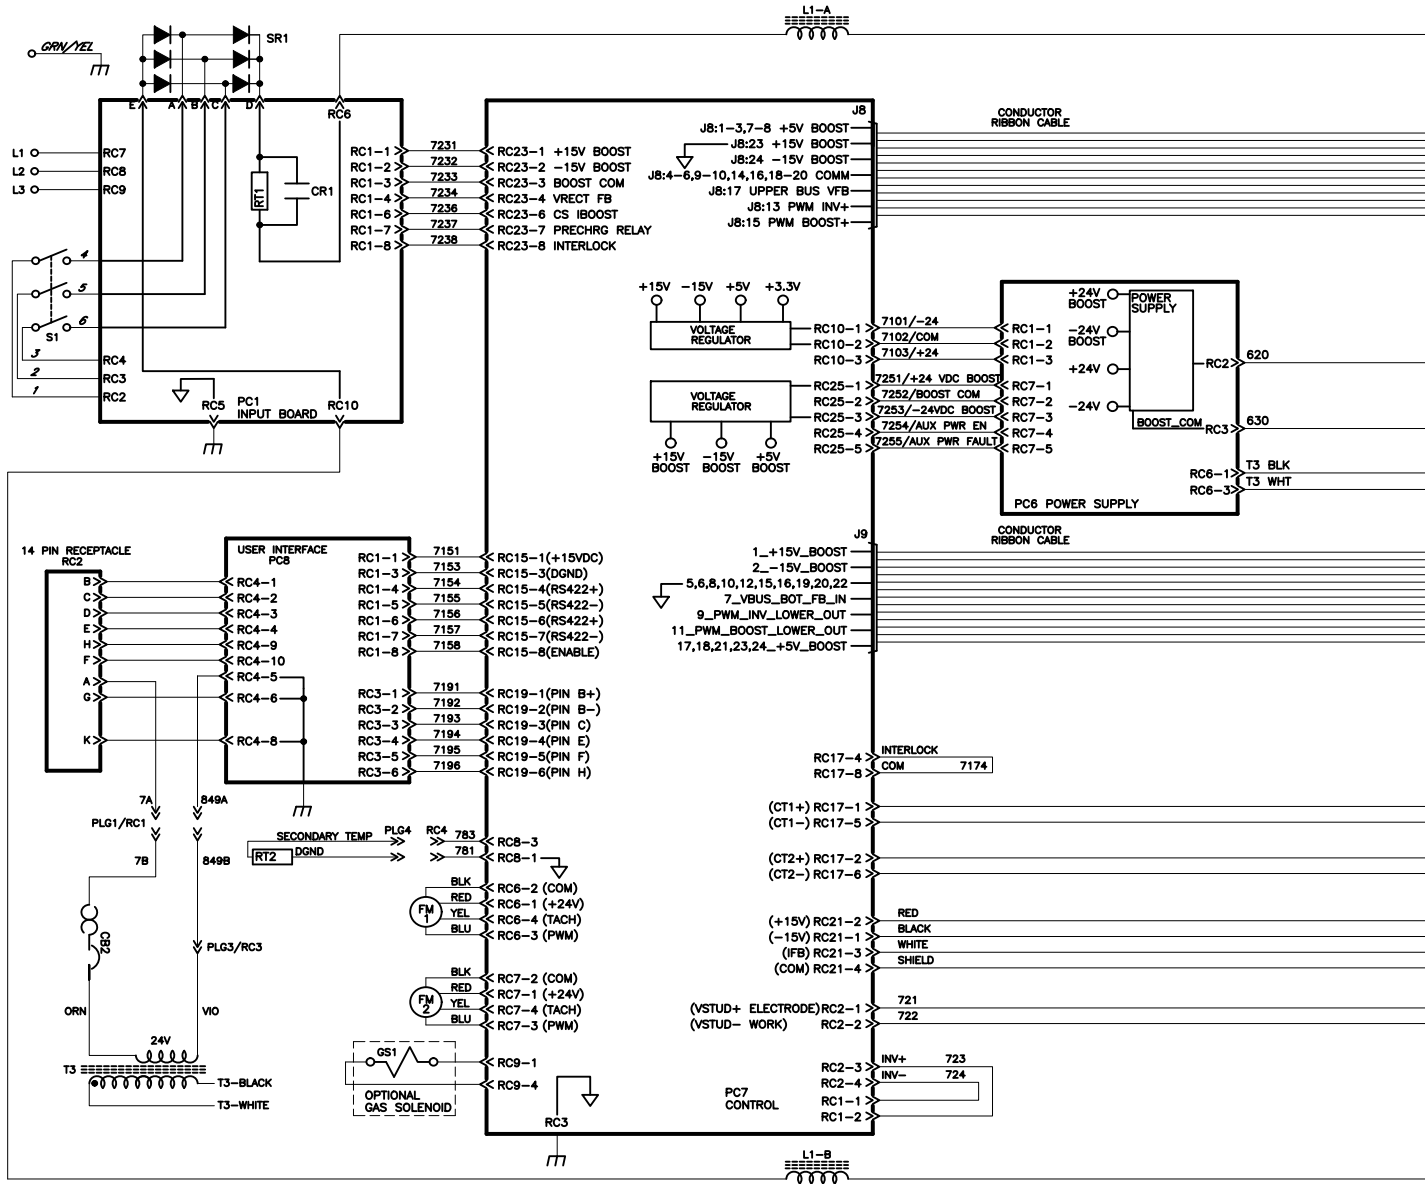 L1-A
GRN/YEL
SR1
E A B C D
RC6
L1 RC7
L2 RC8
L3 RC9
RT1
CR1
4
5
6
S1
3 RC4
2 RC3
1 RC2
RC5
RC10
PC1
INPUT BOARD
RC1-1 7231 RC23-1 +15V BOOST
RC1-2 7232 RC23-2 -15V BOOST
RC1-3 7233 RC23-3 BOOST COM
RC1-4 7234 RC23-4 VRECT FB
RC1-6 7236 RC23-6 CS IBOOST
RC1-7 7237 RC23-7 PRECHRG RELAY
RC1-8 7238 RC23-8 INTERLOCK
J8
J8:1-3,7-8 +5V BOOST
J8:23 +15V BOOST
J8:24 -15V BOOST
J8:4-6,9-10,14,16,18-20 COMM
J8:17 UPPER BUS VFB
J8:13 PWM INV+
J8:15 PWM BOOST+
CONDUCTOR
RIBBON CABLE
+15V -15V +5V +3.3V
VOLTAGE
REGULATOR
RC10-1 7101/-24 RC1-1
RC10-2 7102/COM RC1-2
RC10-3 7103/+24 RC1-3
VOLTAGE
REGULATOR
+15V
BOOST
-15V
BOOST
+5V
BOOST
RC25-1 7251/+24 VDC BOOST RC7-1
RC25-2 7252/BOOST COM RC7-2
RC25-3 7253/-24VDC BOOST RC7-3
RC25-4 7254/AUX PWR EN RC7-4
RC25-5 7255/AUX PWR FAULT RC7-5
+24V
BOOST
-24V
BOOST
+24V
-24V
POWER
SUPPLY
BOOST_COM
RC2 620
RC3 630
RC6-1 T3 BLK
RC6-3 T3 WHT
PC6 POWER SUPPLY
J9
CONDUCTOR
RIBBON CABLE
1_+15V_BOOST
2_-15V_BOOST
5,6,8,10,12,15,16,19,20,22
7_VBUS_BOT_FB_IN
9_PWM_INV_LOWER_OUT
11_PWM_BOOST_LOWER_OUT
17,18,21,23,24_+5V_BOOST
14 PIN RECEPTACLE
RC2
USER INTERFACE
PC8
B RC4-1
C RC4-2
D RC4-3
E RC4-4
H RC4-9
F RC4-10
RC4-5
A
G RC4-6
K RC4-8
RC1-1 7151 RC15-1(+15VDC)
RC1-3 7153 RC15-3(DGND)
RC1-4 7154 RC15-4(RS422+)
RC1-5 7155 RC15-5(RS422-)
RC1-6 7156 RC15-6(RS422+)
RC1-7 7157 RC15-7(RS422-)
RC1-8 7158 RC15-8(ENABLE)
RC3-1 7191 RC19-1(PIN B+)
RC3-2 7192 RC19-2(PIN B-)
RC3-3 7193 RC19-3(PIN C)
RC3-4 7194 RC19-4(PIN E)
RC3-5 7195 RC19-5(PIN F)
RC3-6 7196 RC19-6(PIN H)
7A 849A
PLG1/RC1
7B 849B
CB2
PLG3/RC3
ORN VIO
24V
T3
T3-BLACK
T3-WHITE
SECONDARY TEMP PLG4 RC4 783 RC8-3
RT2 DGND 781 RC8-1
FM
1
BLK RC6-2 (COM)
RED RC6-1 (+24V)
YEL RC6-4 (TACH)
BLU RC6-3 (PWM)
FM
2
BLK RC7-2 (COM)
RED RC7-1 (+24V)
YEL RC7-4 (TACH)
BLU RC7-3 (PWM)
GS1
RC9-1
RC9-4
OPTIONAL
GAS SOLENOID
RC3
PC7
CONTROL
RC17-4 INTERLOCK
RC17-8 COM 7174
(CT1+) RC17-1
(CT1-) RC17-5
(CT2+) RC17-2
(CT2-) RC17-6
(+15V) RC21-2 RED
(-15V) RC21-1 BLACK
(IFB) RC21-3 WHITE
(COM) RC21-4 SHIELD
(VSTUD+ ELECTRODE)RC2-1 721
(VSTUD- WORK) RC2-2 722
RC2-3 INV+ 723
RC2-4 INV- 724
RC1-1
RC1-2
L1-B